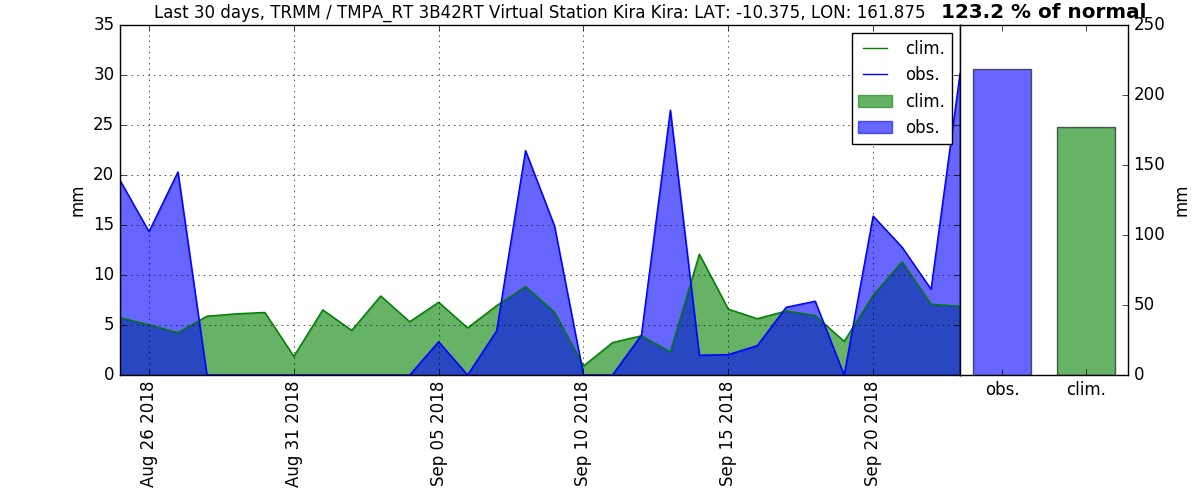 Last 30 days, TRMM / TMPA_RT 3B42RT Virtual Station Kira Kira: LAT: -10.375, LON: 161.875 123.2 % of normal
35
30
25
20
15
10
5
0
mm
clim.
obs.
clim.
obs.
250
200
150
100
50
0
mm
obs.
clim.
Aug 26 2018
Aug 31 2018
Sep 05 2018
Sep 10 2018
Sep 15 2018
Sep 20 2018